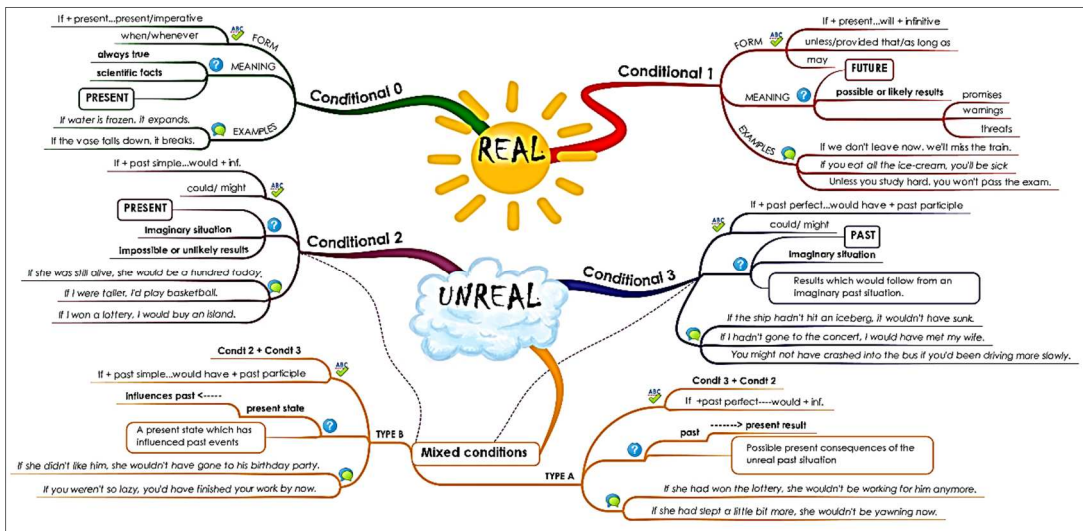 If + present...present/imperative
when/whenever
ABC
FORM
always true
scientific facts
MEANING
PRESENT
If water is frozen, it expands.
If the vase falls down, it breaks.
EXAMPLES
Conditional 0
REAL
Conditional 1
If + present...will + infinitive
FORM
ABC
unless/provided that/as long as
may
FUTURE
MEANING
possible or likely results
promises
warnings
threats
EXAMPLES
If we don't leave now, we'll miss the train.
If you eat all the ice-cream, you'll be sick
Unless you study hard, you won't pass the exam.
If + past simple...would + inf.
ABC
could/ might
PRESENT
Imaginary situation
impossible or unlikely results
Conditional 2
If she was still alive, she would be a hundred today.
If I were taller, I'd play basketball.
If I won a lottery, I would buy an island.
UNREAL
Conditional 3
If + past perfect...would have + past participle
ABC
could/ might
PAST
Imaginary situation
Results which would follow from an
imaginary past situation.
If the ship hadn't hit an iceberg, it wouldn't have sunk.
If I hadn't gone to the concert, I would have met my wife.
You might not have crashed into the bus if you'd been driving more slowly.
Mixed conditions
TYPE B
Condt 2 + Condt 3
ABC
If + past simple...would have + past participle
Influences past <-----
present state
A present state which has
influenced past events
If she didn't like him, she wouldn't have gone to his birthday party.
If you weren't so lazy, you'd have finished your work by now.
TYPE A
Condt 3 + Condt 2
ABC
If +past perfect----would + inf.
past
-------> present result
Possible present consequences of the
unreal past situation
If she had won the lottery, she wouldn't be working for him anymore.
If she had slept a little bit more, she wouldn't be yawning now.